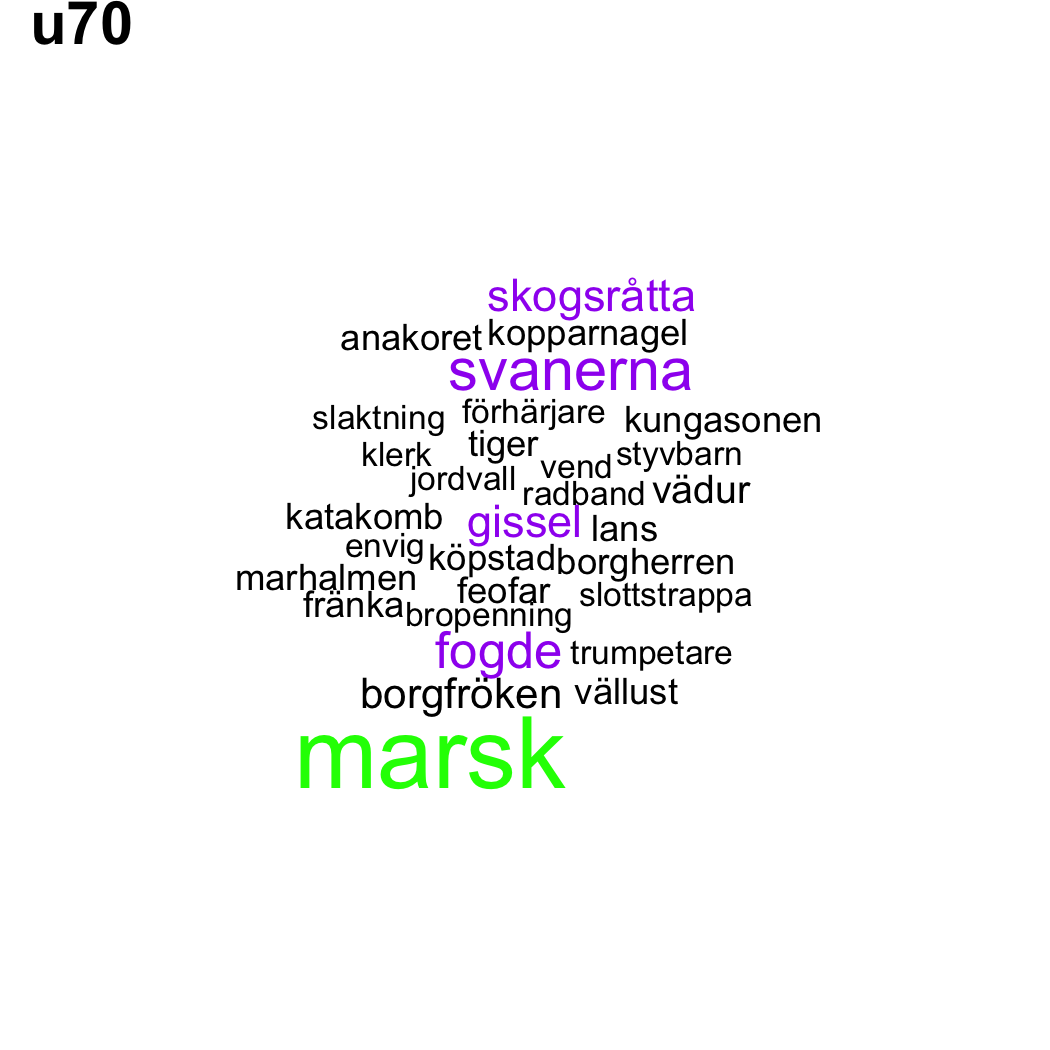 u70
skogsråtta
anakoret kopparnagel
svanerna
slaktning förhärjare kungasonen
klerk tiger vend styvbarn
jordvall radband vädur
katakomb gissel lans
envig köpstad borgherren
marhalmen feofar slottstrappa
fränka bropenning
fogde trumpetare
borgfröken vällust
marsk